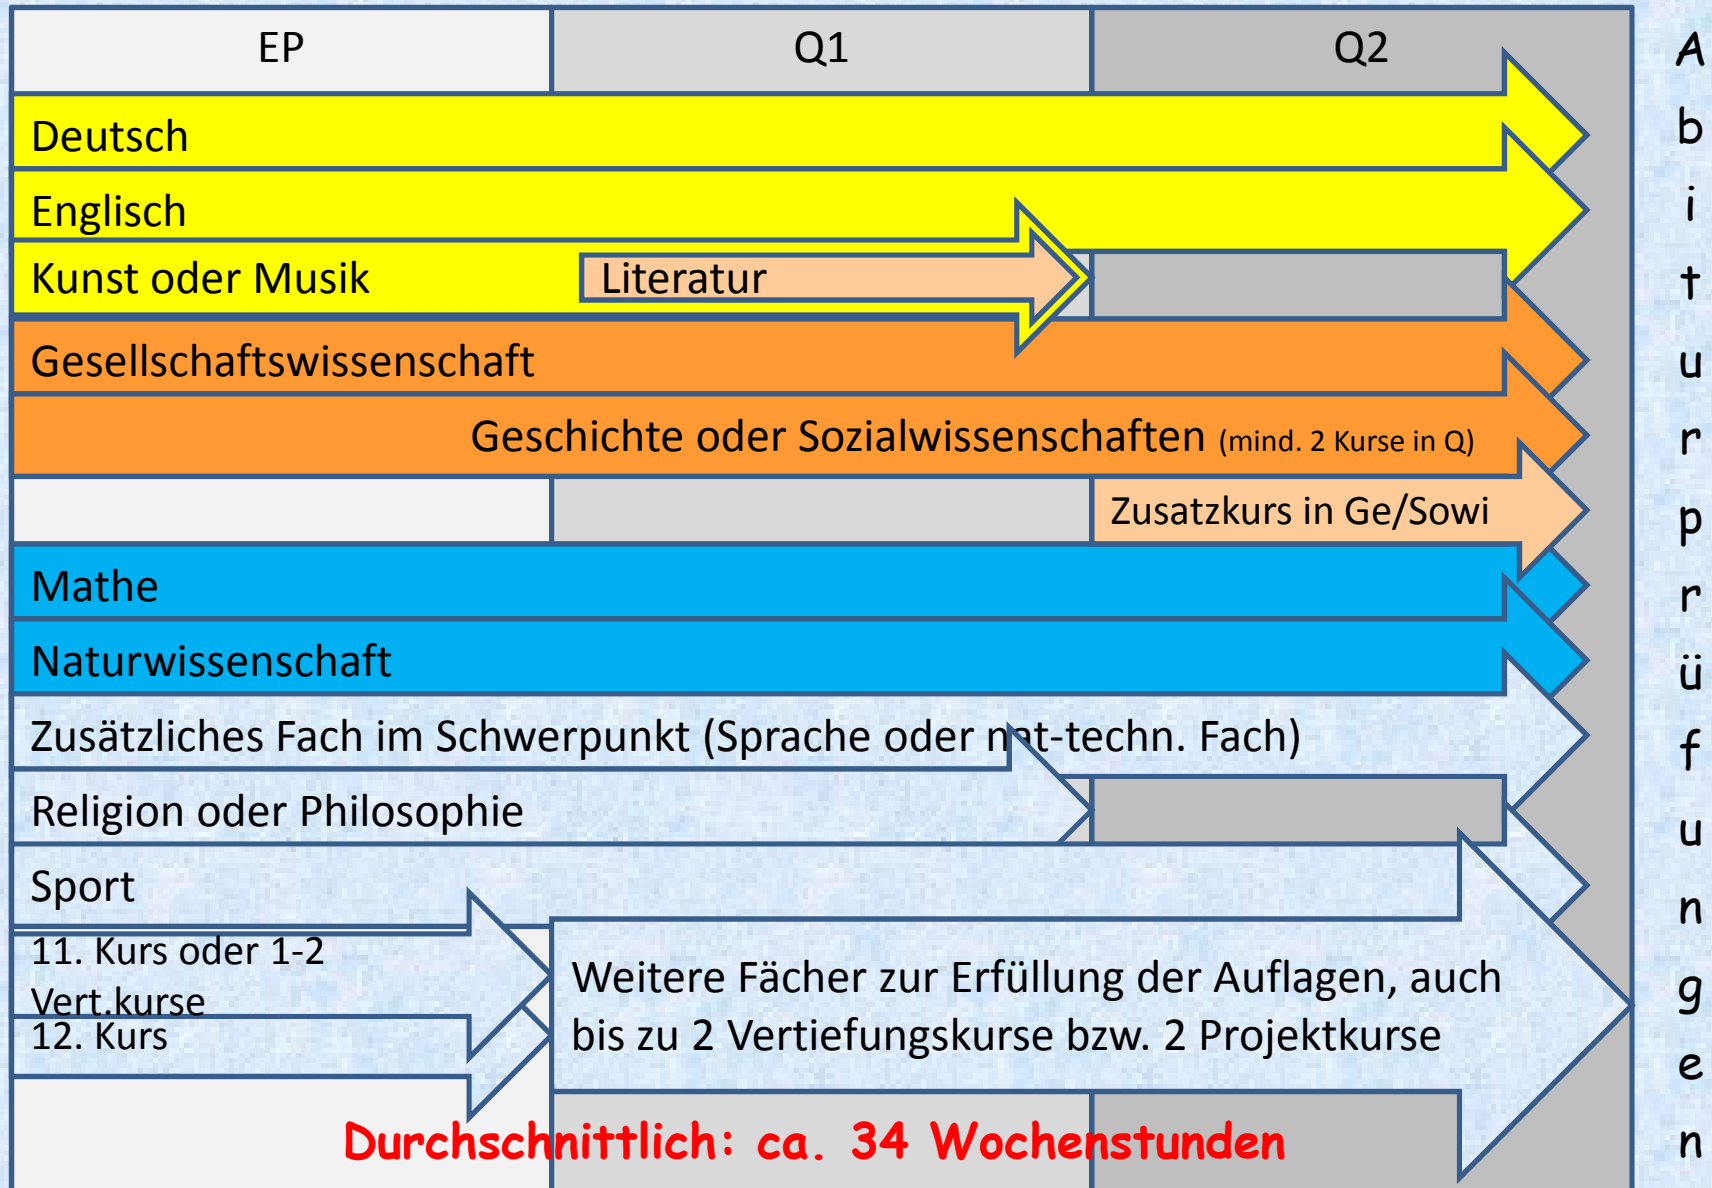 EP
Q1
Q2
Deutsch
Englisch
Kunst oder Musik
Literatur
Gesellschaftswissenschaft
Geschichte oder Sozialwissenschaften (mind. 2 Kurse in Q)
Zusatzkurs in Ge/Sowi
Mathe
Naturwissenschaft
Zusätzliches Fach im Schwerpunkt (Sprache oder nat-techn. Fach)
Religion oder Philosophie
Sport
11. Kurs oder 1-2
Vert.kurse
12. Kurs
Weitere Fächer zur Erfüllung der Auflagen, auch
bis zu 2 Vertiefungskurse bzw. 2 Projektkurse
Durchschnittlich: ca. 34 Wochenstunden
Abiturprüfungen